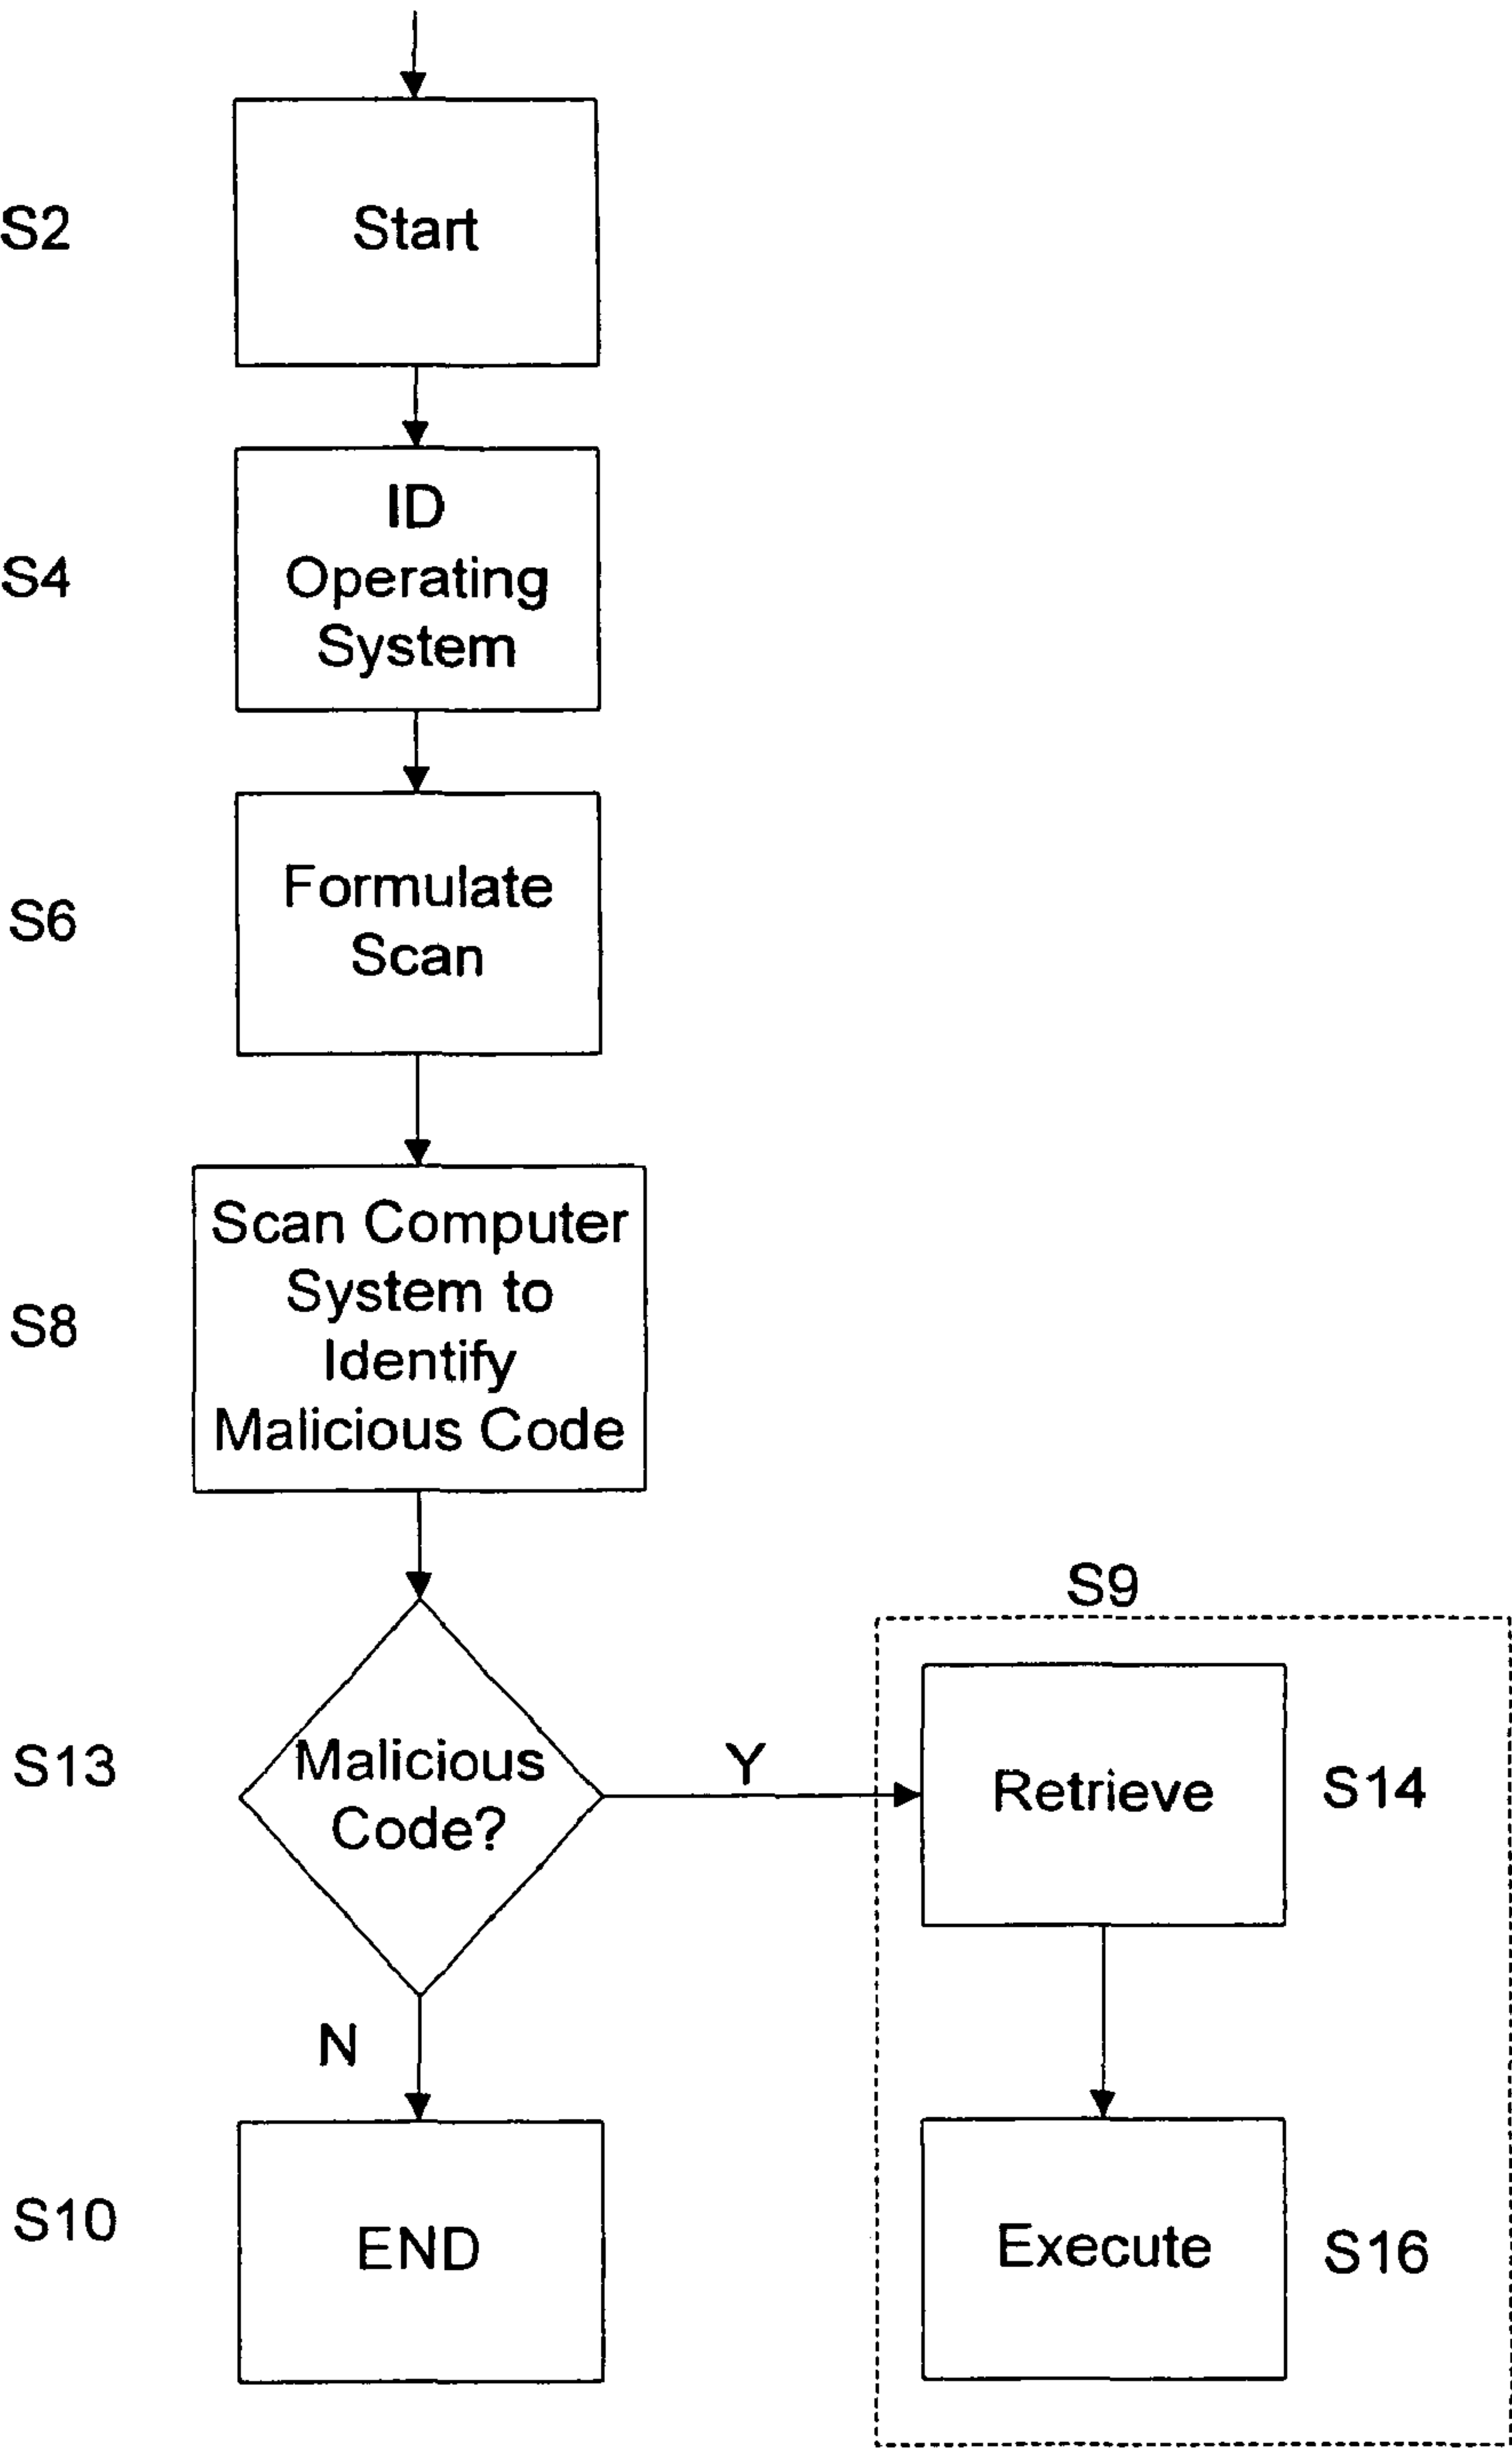 S2
Start
S4
ID
Operating
System
S6
Formulate
Scan
S8
Scan Computer
System to
Identify
Malicious Code
S13
Malicious
Code?
Y
N
S9
Retrieve
S14
Execute
S16
S10
END